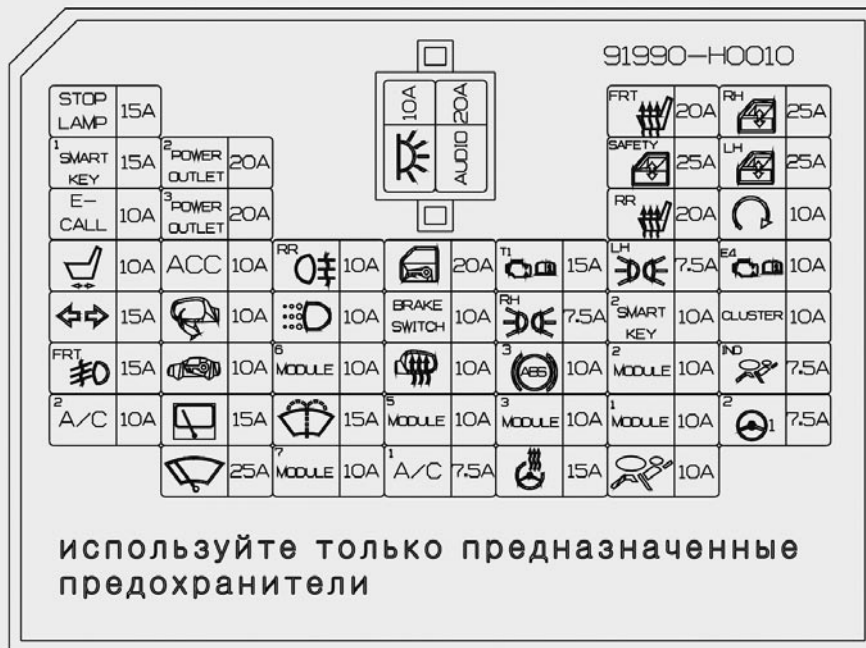 91990-H0010
10A 20A
AUDIO
STOP LAMP 15A FRT 20A RH 25A
1 SMART KEY 15A 2 POWER OUTLET 20A SAFETY 25A LH 25A
E-CALL 10A 3 POWER OUTLET 20A RR 20A 10A
10A ACC 10A RR 10A 20A T1 15A LH 7.5A E4 10A
15A 10A 10A BRAKE SWITCH 10A RH 7.5A 2 SMART KEY 10A CLUSTER 10A
FRT 15A 10A 6 MODULE 10A 10A 3 ABS 10A 2 MODULE 10A IND 7.5A
2 A/C 10A 15A 15A 5 MODULE 10A 3 MODULE 10A 1 MODULE 10A 2 1 7.5A
25A 7 MODULE 10A 1 A/C 7.5A 15A 10A
используйте только предназначенные
предохранители